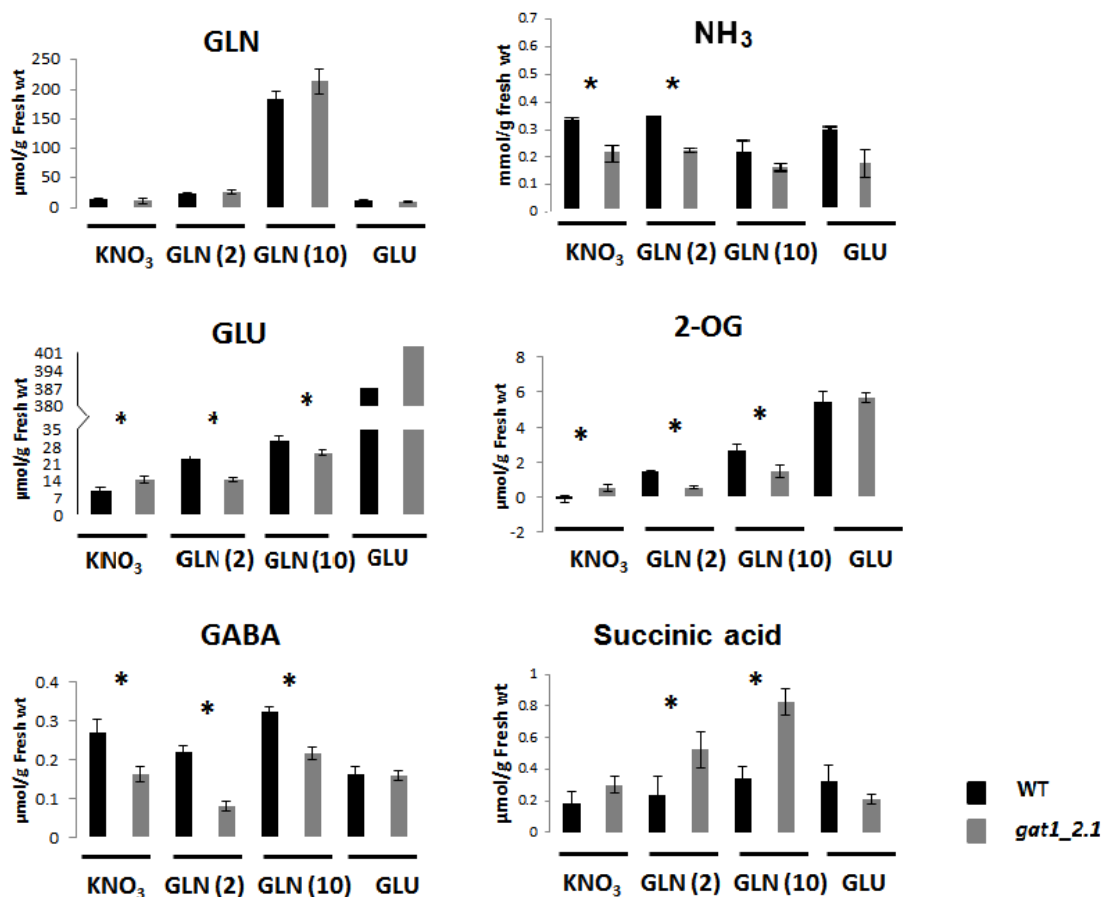 GLN
250
200
150
100
50
0
µmol/g Fresh wt
KNO₃ GLN (2) GLN (10) GLU
NH₃
0.7
0.6
0.5
0.4
0.3
0.2
0.1
0
mmol/g fresh wt
* *
KNO₃ GLN (2) GLN (10) GLU
GLU
401
394
387
380
35
28
21
14
7
0
µmol/g Fresh wt
* * *
KNO₃ GLN (2) GLN (10) GLU
2-OG
8
6
4
2
0
-2
µmol/g Fresh wt
* * *
KNO₃ GLN (2) GLN (10) GLU
GABA
0.4
0.3
0.2
0.1
0
µmol/g Fresh wt
* * *
KNO₃ GLN (2) GLN (10) GLU
Succinic acid
1
0.8
0.6
0.4
0.2
0
µmol/g Fresh wt
* *
KNO₃ GLN (2) GLN (10) GLU
WT
gat1_2.1